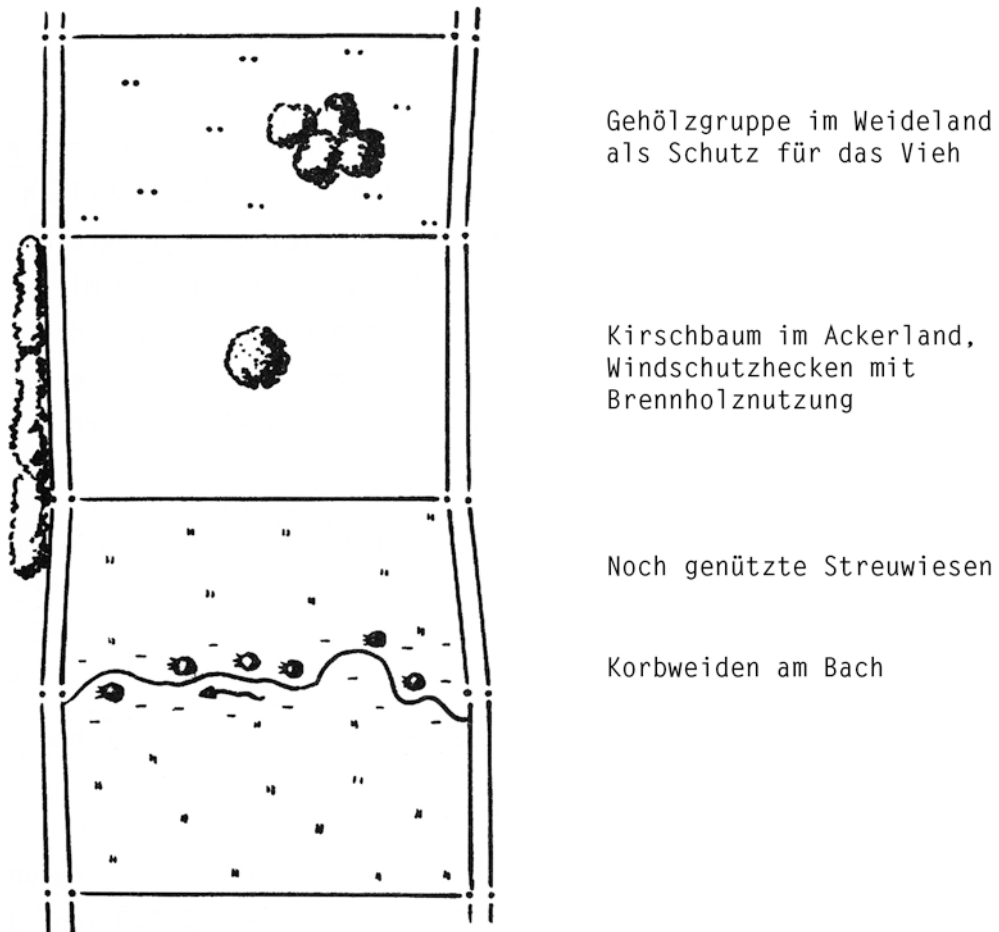 Gehölzgruppe im Weideland
als Schutz für das Vieh
Kirschbaum im Ackerland,
Windschutzhecken mit
Brennholznutzung
Noch genützte Streuwiesen
Korbweiden am Bach